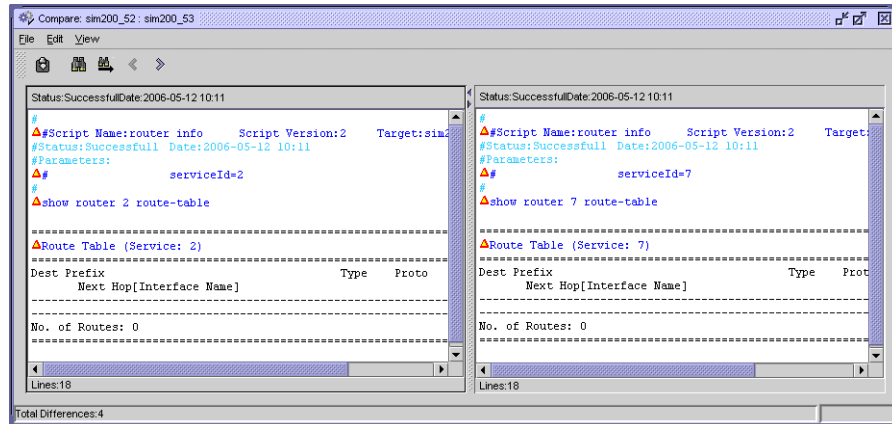 Compare: sim200_52 : sim200_53
File Edit View
Status:SuccessfullDate:2006-05-12 10:11
#
#Script Name:router info Script Version:2 Target:sim2
#Status:Successfull Date:2006-05-12 10:11
#Parameters:
# serviceId=2
#
show router 2 route-table
===============================================
Route Table (Service: 2)
===============================================
Dest Prefix Type Proto
Next Hop[Interface Name]
-----------------------------------------------
-----------------------------------------------
No. of Routes: 0
===============================================
Lines:18
Status:SuccessfullDate:2006-05-12 10:11
#
#Script Name:router info Script Version:2 Target:
#Status:Successfull Date:2006-05-12 10:11
#Parameters:
# serviceId=7
#
show router 7 route-table
===============================================
Route Table (Service: 7)
===============================================
Dest Prefix Type Prot
Next Hop[Interface Name]
-----------------------------------------------
-----------------------------------------------
No. of Routes: 0
===============================================
Lines:18
Total Differences:4